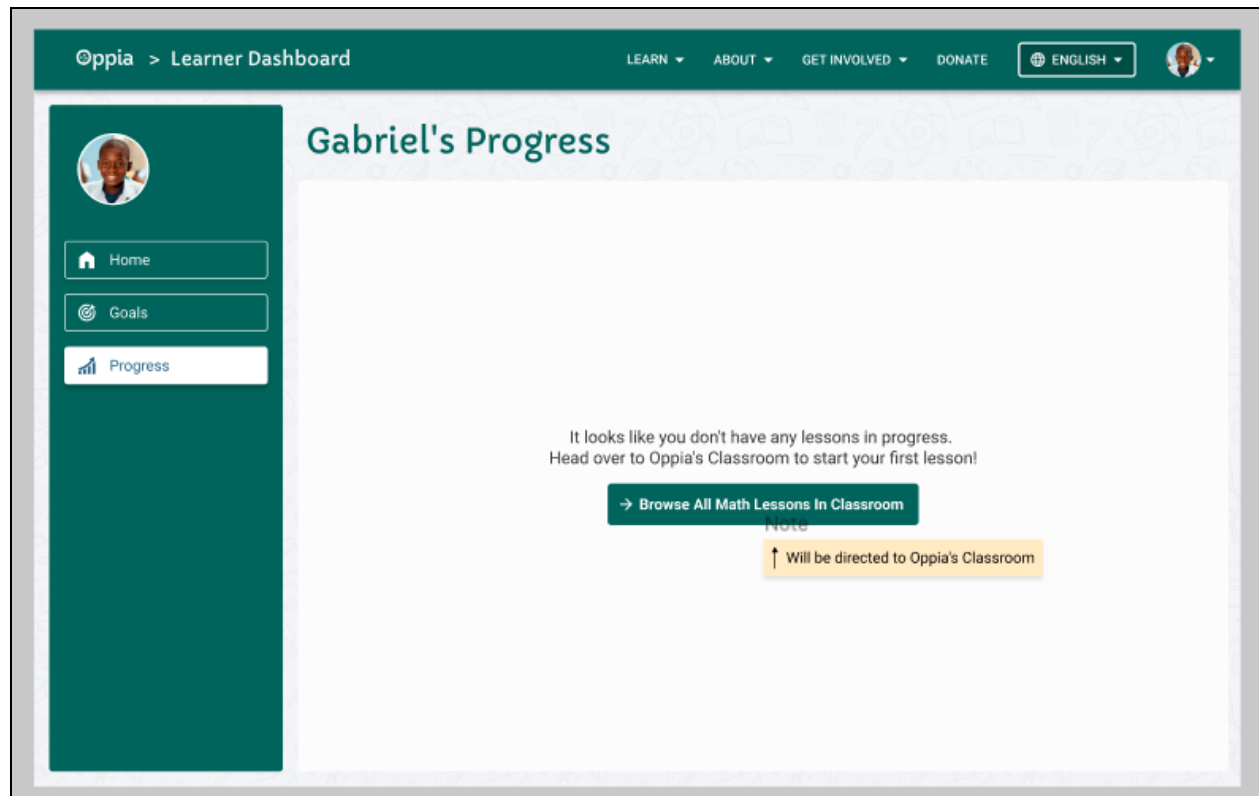 Oppia > Learner Dashboard
LEARN
ABOUT
GET INVOLVED
DONATE
ENGLISH
Gabriel's Progress
Home
Goals
Progress
It looks like you don't have any lessons in progress.
Head over to Oppia's Classroom to start your first lesson!
→ Browse All Math Lessons In Classroom
Note
↑ Will be directed to Oppia's Classroom